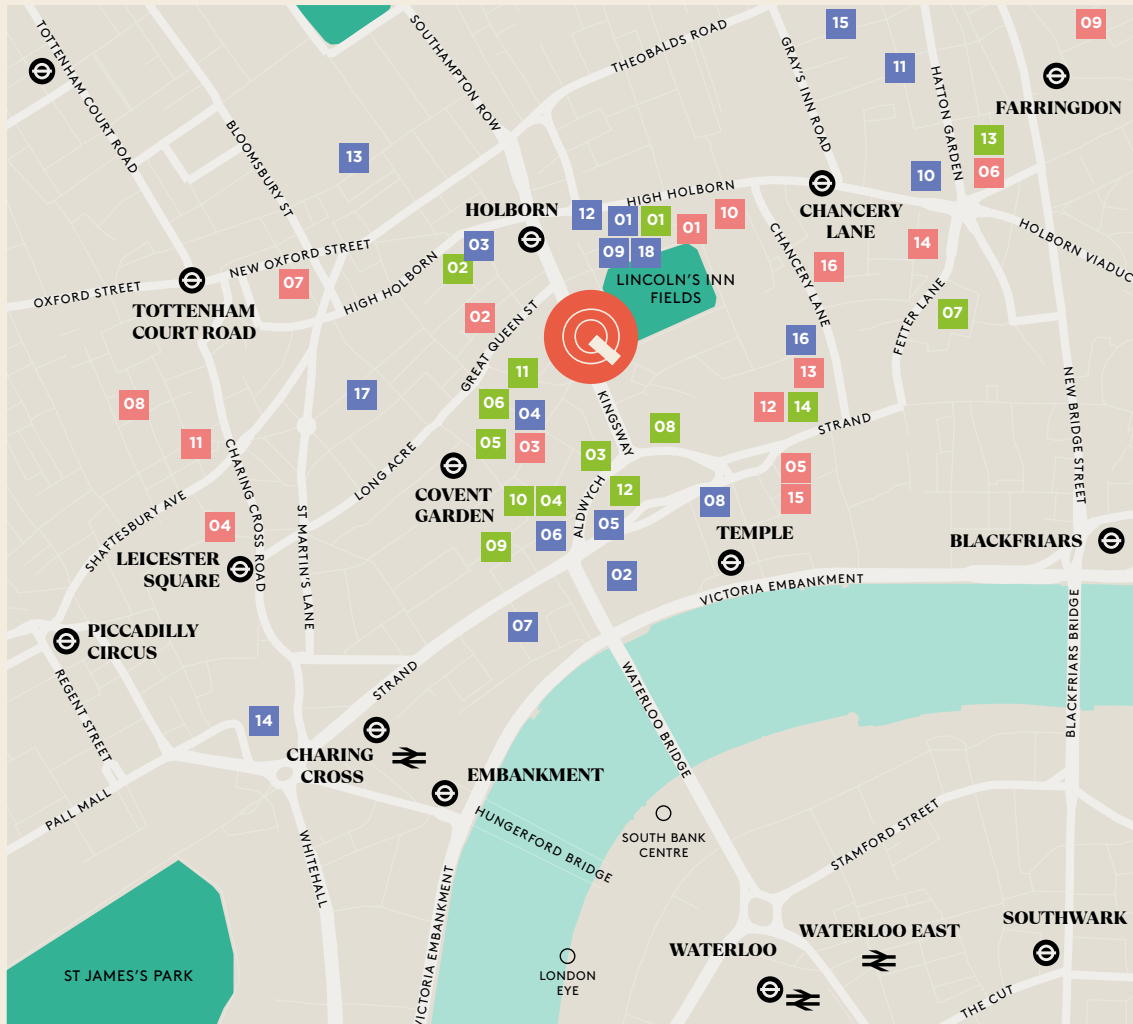 15
09
11
TOTTENHAM COURT ROAD
SOUTHAMPTON ROW
THEOBALDS ROAD
GRAY'S INN ROAD
HATTON GARDEN
FARRINGDON
BLOOMSBURY ST
13
13
10
06
HIGH HOLBORN
HOLBORN
12
01
01
01
10
CHANCERY
LANE
HOLBORN VIADUC
03
02
09
18
CHANCERY LANE
14
16
NEW OXFORD STREET
HIGH HOLBORN
LINCOLN'S INN
FIELDS
OXFORD STREET
07
TOTTENHAM
COURT ROAD
02
GREAT QUEEN ST
FETTER LANE
07
16
11
13
17
06
04
KINGSWAY
12
14
08
NEW BRIDGE STREET
11
CHARING CROSS ROAD
LONG ACRE
05
03
08
STRAND
COVENT
GARDEN
03
05
15
10
04
12
ALDWYCH
05
08
SHAFTESBURY AVE
04
ST MARTIN'S LANE
09
06
TEMPLE
BLACKFRIARS
LEICESTER
SQUARE
02
VICTORIA EMBANKMENT
PICCADILLY
CIRCUS
07
BLACKFRIARS BRIDGE
REGENT STREET
STRAND
WATERLOO BRIDGE
14
CHARING
CROSS
EMBANKMENT
PALL MALL
HUNGERFORD BRIDGE
SOUTH BANK
CENTRE
STAMFORD STREET
WHITEHALL
VICTORIA EMBANKMENT
WATERLOO
WATERLOO EAST
SOUTHWARK
ST JAMES'S PARK
LONDON
EYE
THE CUT